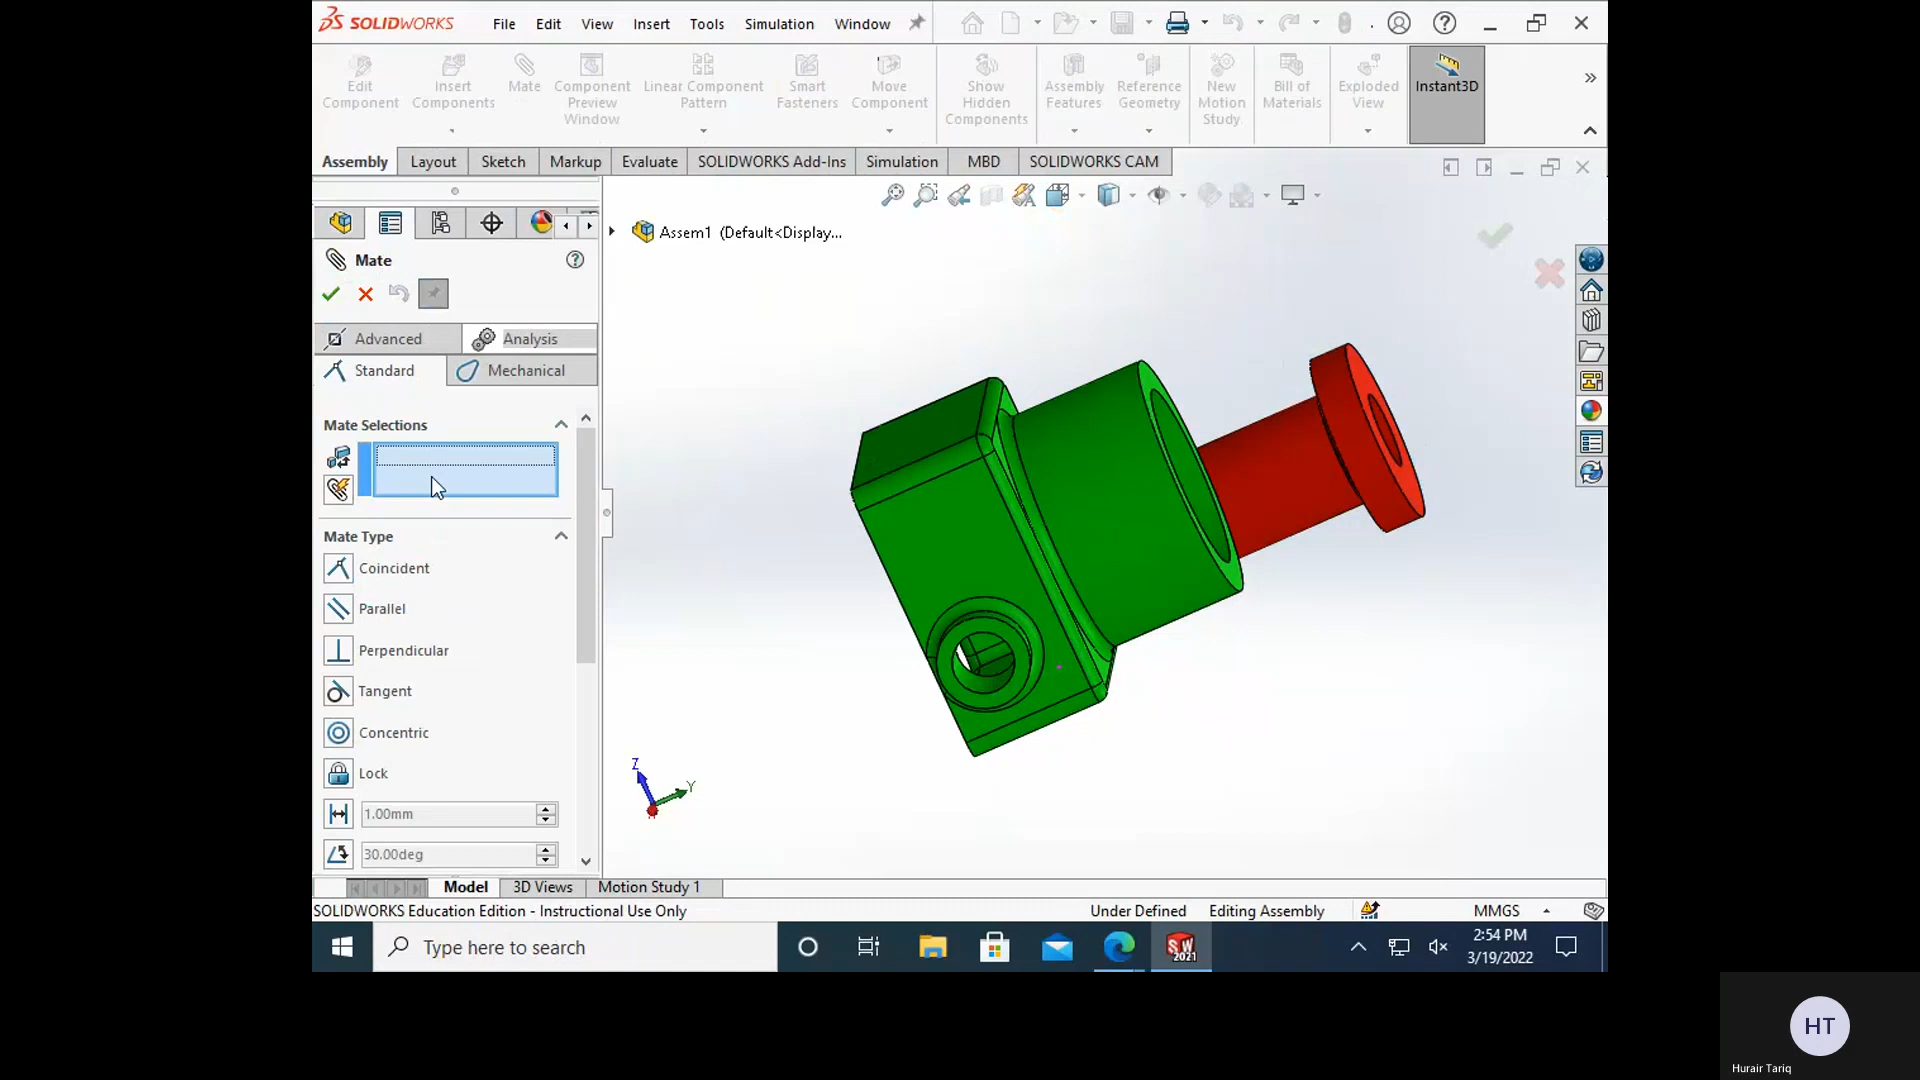 SOLIDWORKS
File Edit View Insert Tools Simulation Window
Edit Component
Insert Components
Mate
Component Preview Window
Linear Component Pattern
Smart Fasteners
Move Component
Show Hidden Components
Assembly Features
Reference Geometry
New Motion Study
Bill of Materials
Exploded View
Instant3D
Assembly Layout Sketch Markup Evaluate SOLIDWORKS Add-Ins Simulation MBD SOLIDWORKS CAM
Assem1 (Default<Display...
Mate
Advanced Analysis
Standard Mechanical
Mate Selections
Mate Type
Coincident
Parallel
Perpendicular
Tangent
Concentric
Lock
1.00mm
30.00deg
Z
Y
Model 3D Views Motion Study 1
SOLIDWORKS Education Edition - Instructional Use Only
Under Defined Editing Assembly MMGS
Type here to search
SW
2021
2:54 PM
3/19/2022
HT
Hurair Tariq